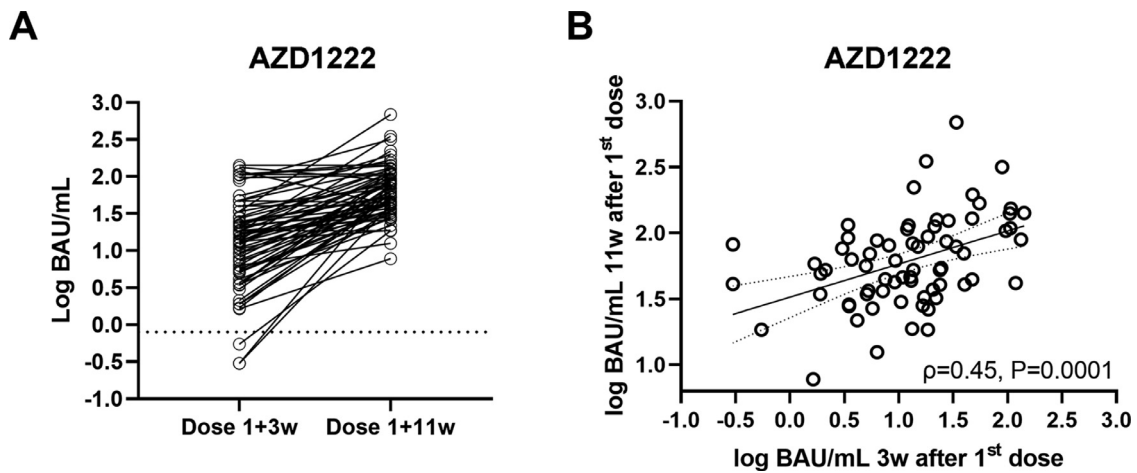 A
AZD1222
Log BAU/mL
3.0
2.5
2.0
1.5
1.0
0.5
0.0
-0.5
-1.0
Dose 1+3w Dose 1+11w
B
AZD1222
log BAU/mL 11w after 1st dose
3.0
2.5
2.0
1.5
1.0
ρ=0.45, P=0.0001
-1.0 -0.5 0.0 0.5 1.0 1.5 2.0 2.5 3.0
log BAU/mL 3w after 1st dose